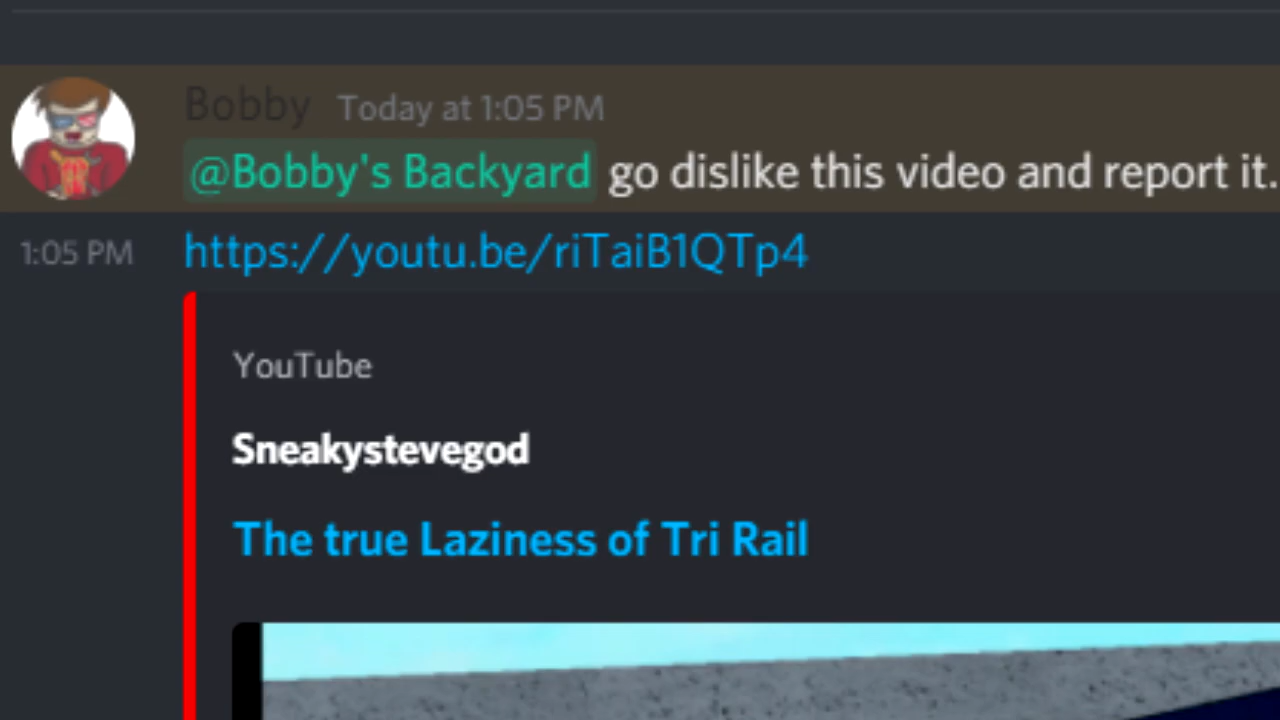 Bobby Today at 1:05 PM
@Bobby's Backyard go dislike this video and report it.
1:05 PM https://youtu.be/riTaiB1QTp4
YouTube
Sneakystevegod
The true Laziness of Tri Rail